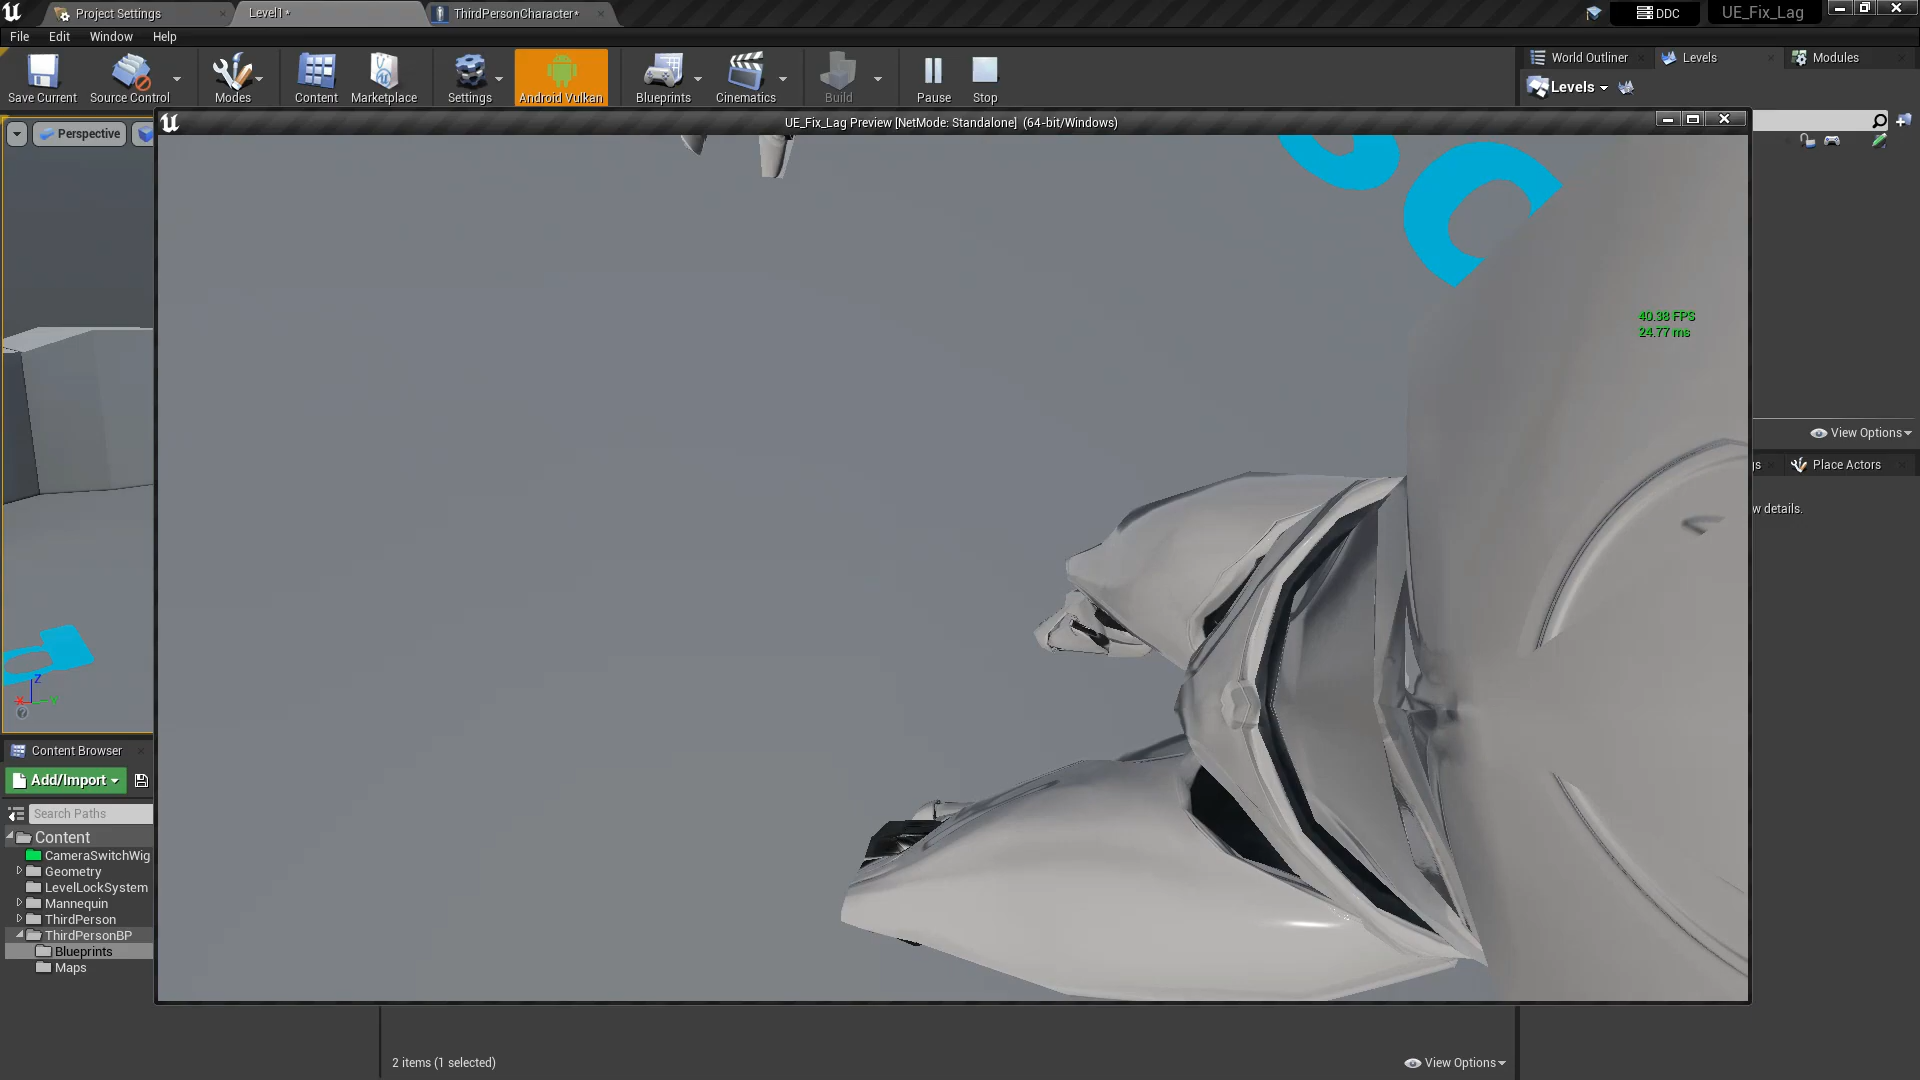 Project Settings
Level1*
ThirdPersonCharacter*
DDC
UE_Fix_Lag
File
Edit
Window
Help
Save Current
Source Control
Modes
Content
Marketplace
Settings
Android Vulkan
Blueprints
Cinematics
Build
Pause
Stop
World Outliner
Levels
Modules
Levels
Perspective
UE_Fix_Lag Preview [NetMode: Standalone] (64-bit/Windows)
40.38 FPS
24.77 ms
View Options
gs
Place Actors
w details.
Z
X
Y
Content Browser
Add/Import
Search Paths
Content
CameraSwitchWig
Geometry
LevelLockSystem
Mannequin
ThirdPerson
ThirdPersonBP
Blueprints
Maps
2 items (1 selected)
View Options